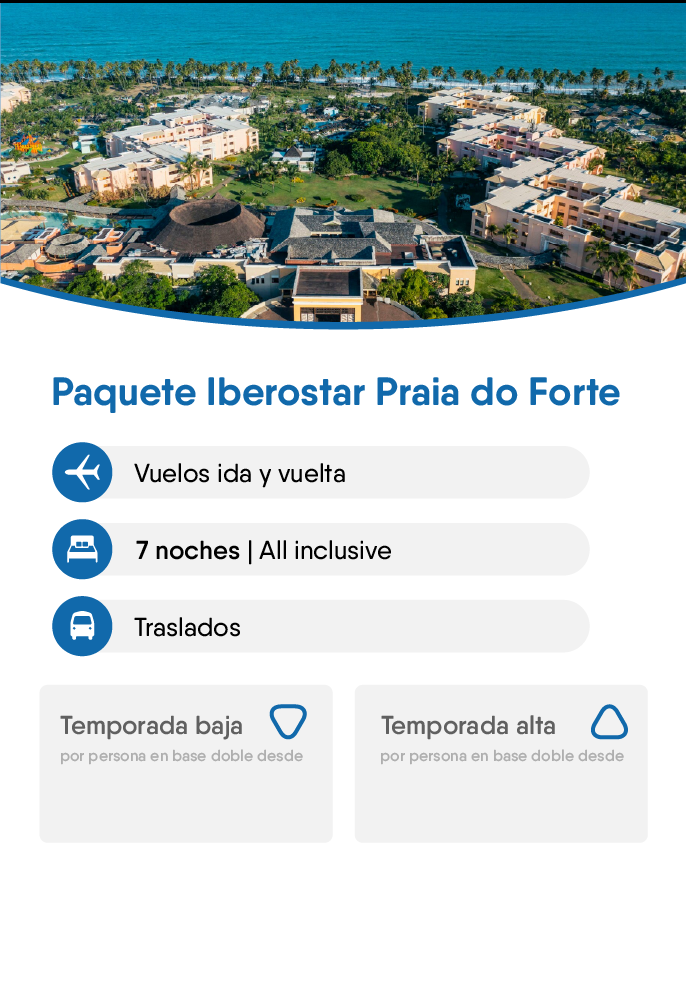 Paquete Iberostar Praia do Forte
Vuelos ida y vuelta
7 noches | All inclusive
Traslados
Temporada baja
por persona en base doble desde
Temporada alta
por persona en base doble desde